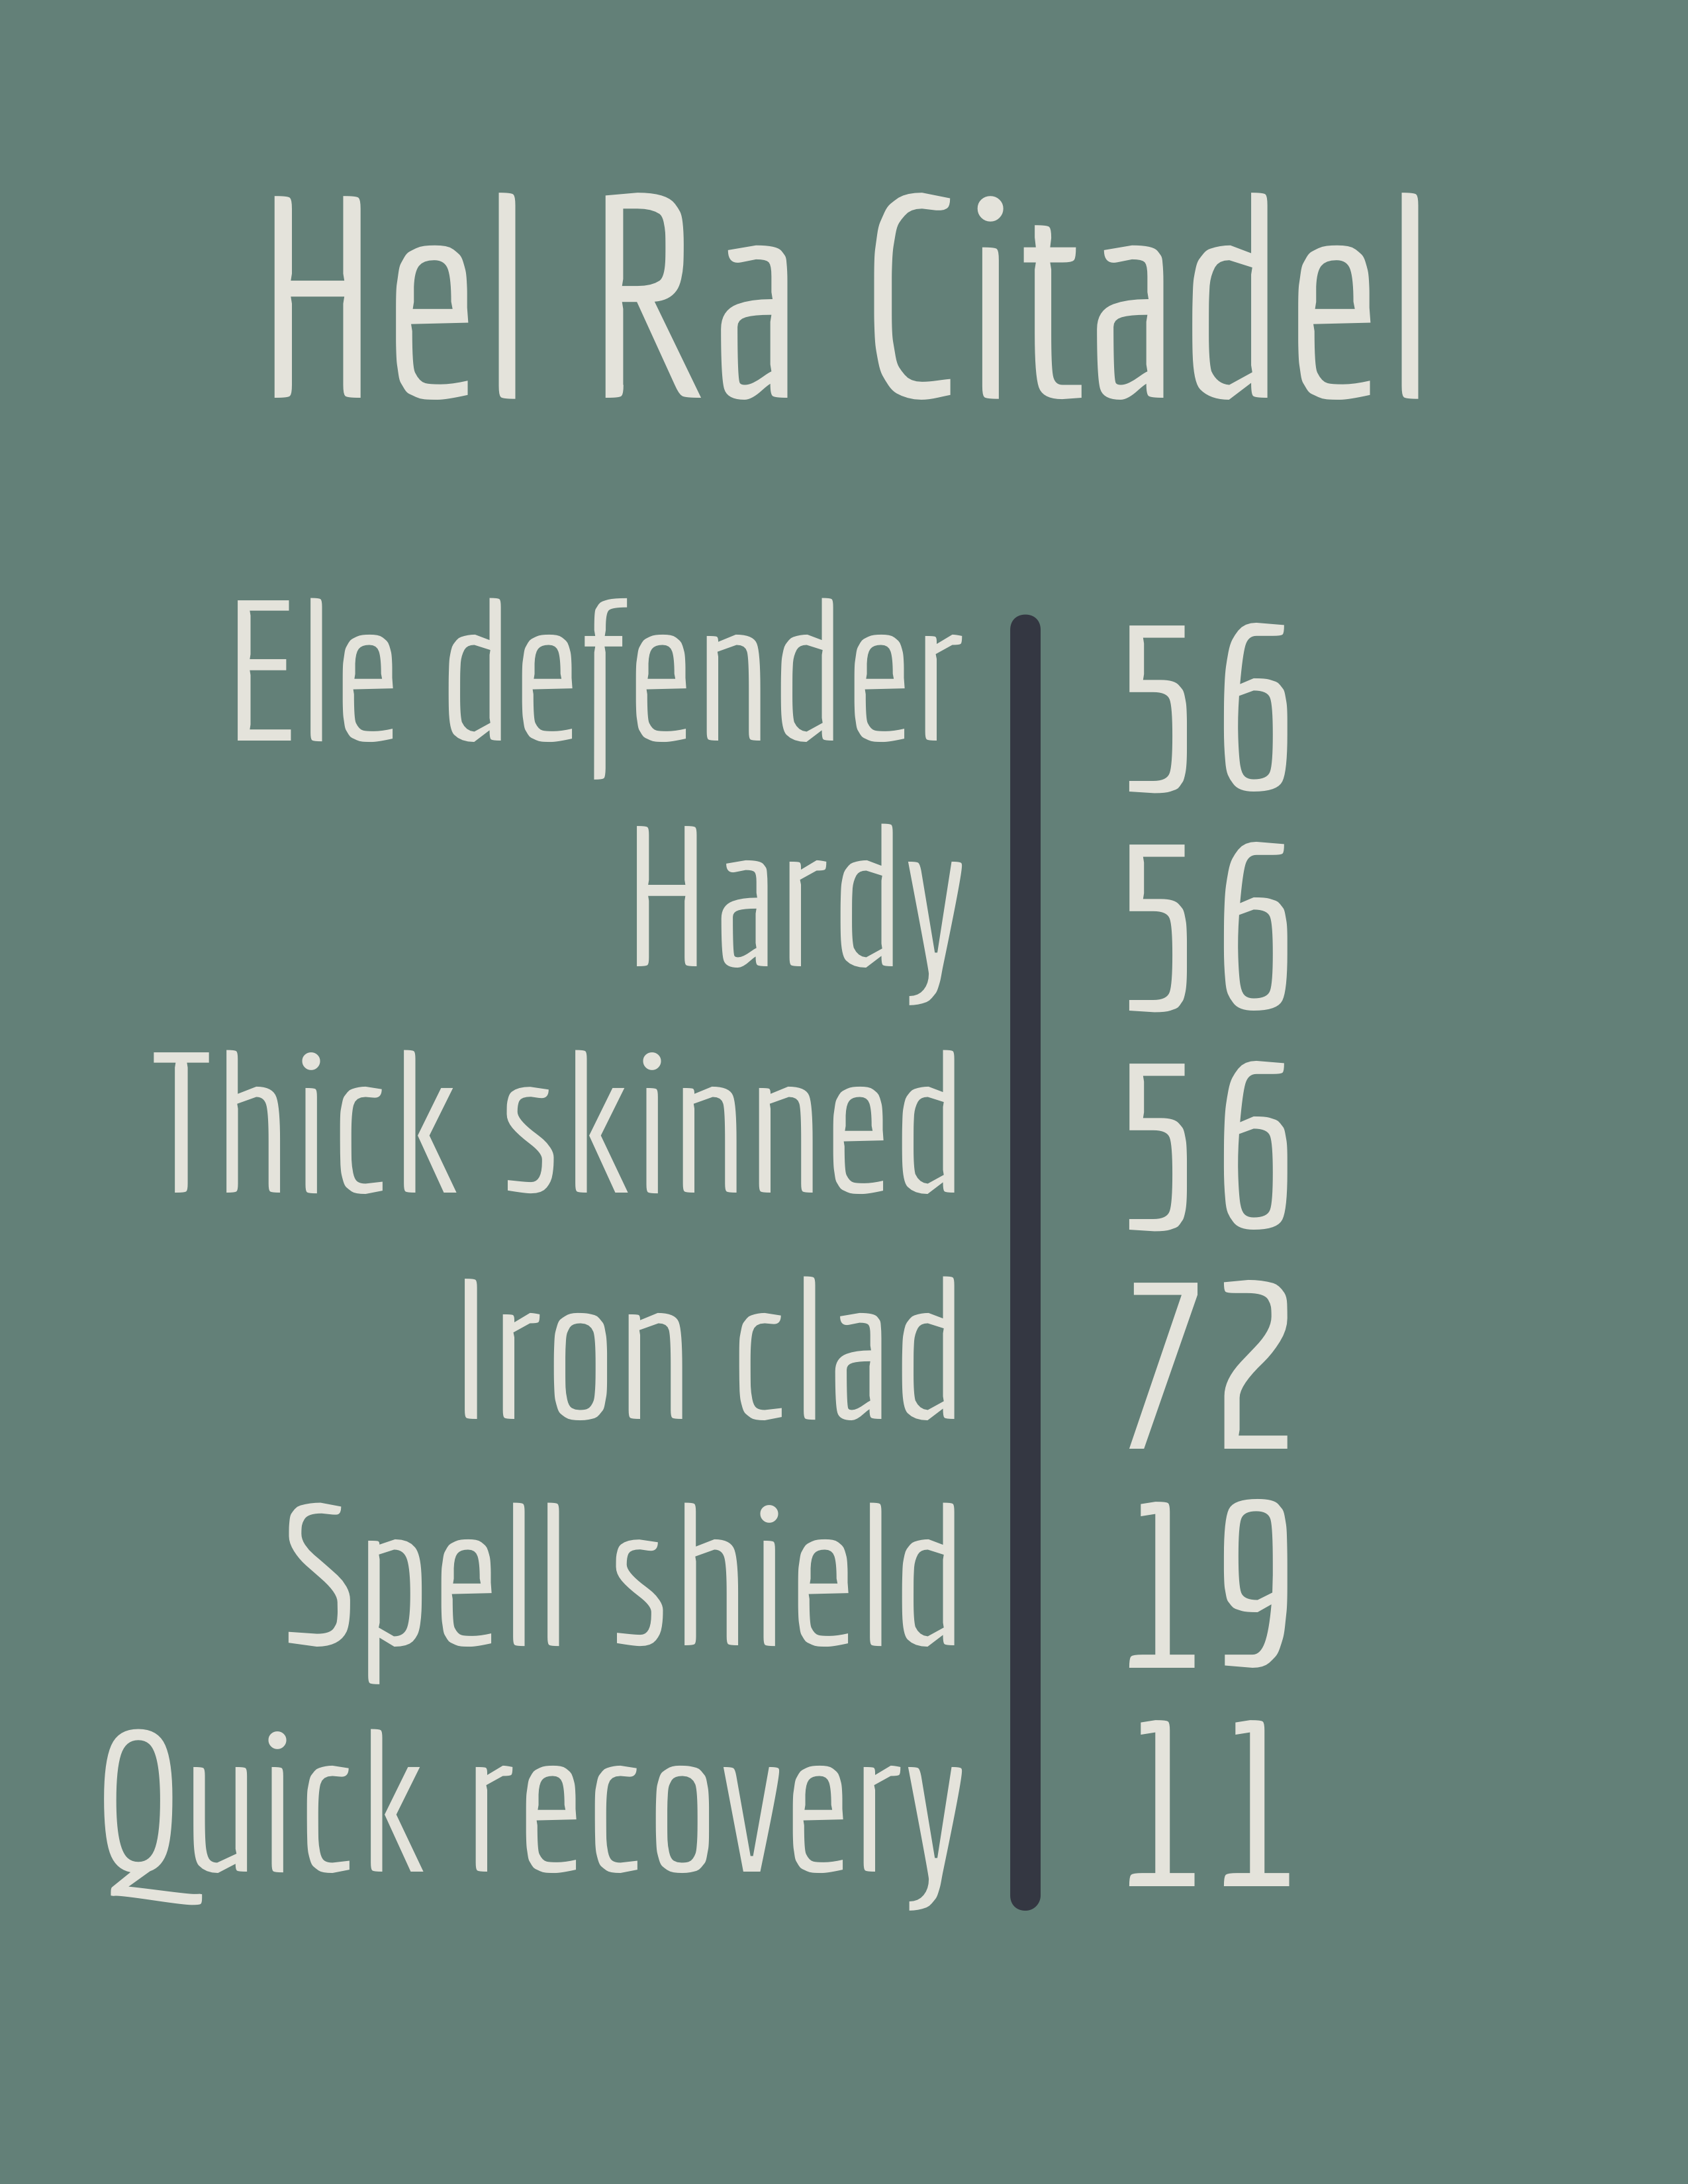 Hel Ra Citadel
Ele defender 56
Hardy 56
Thick skinned 56
Iron clad 72
Spell shield 19
Quick recovery 11